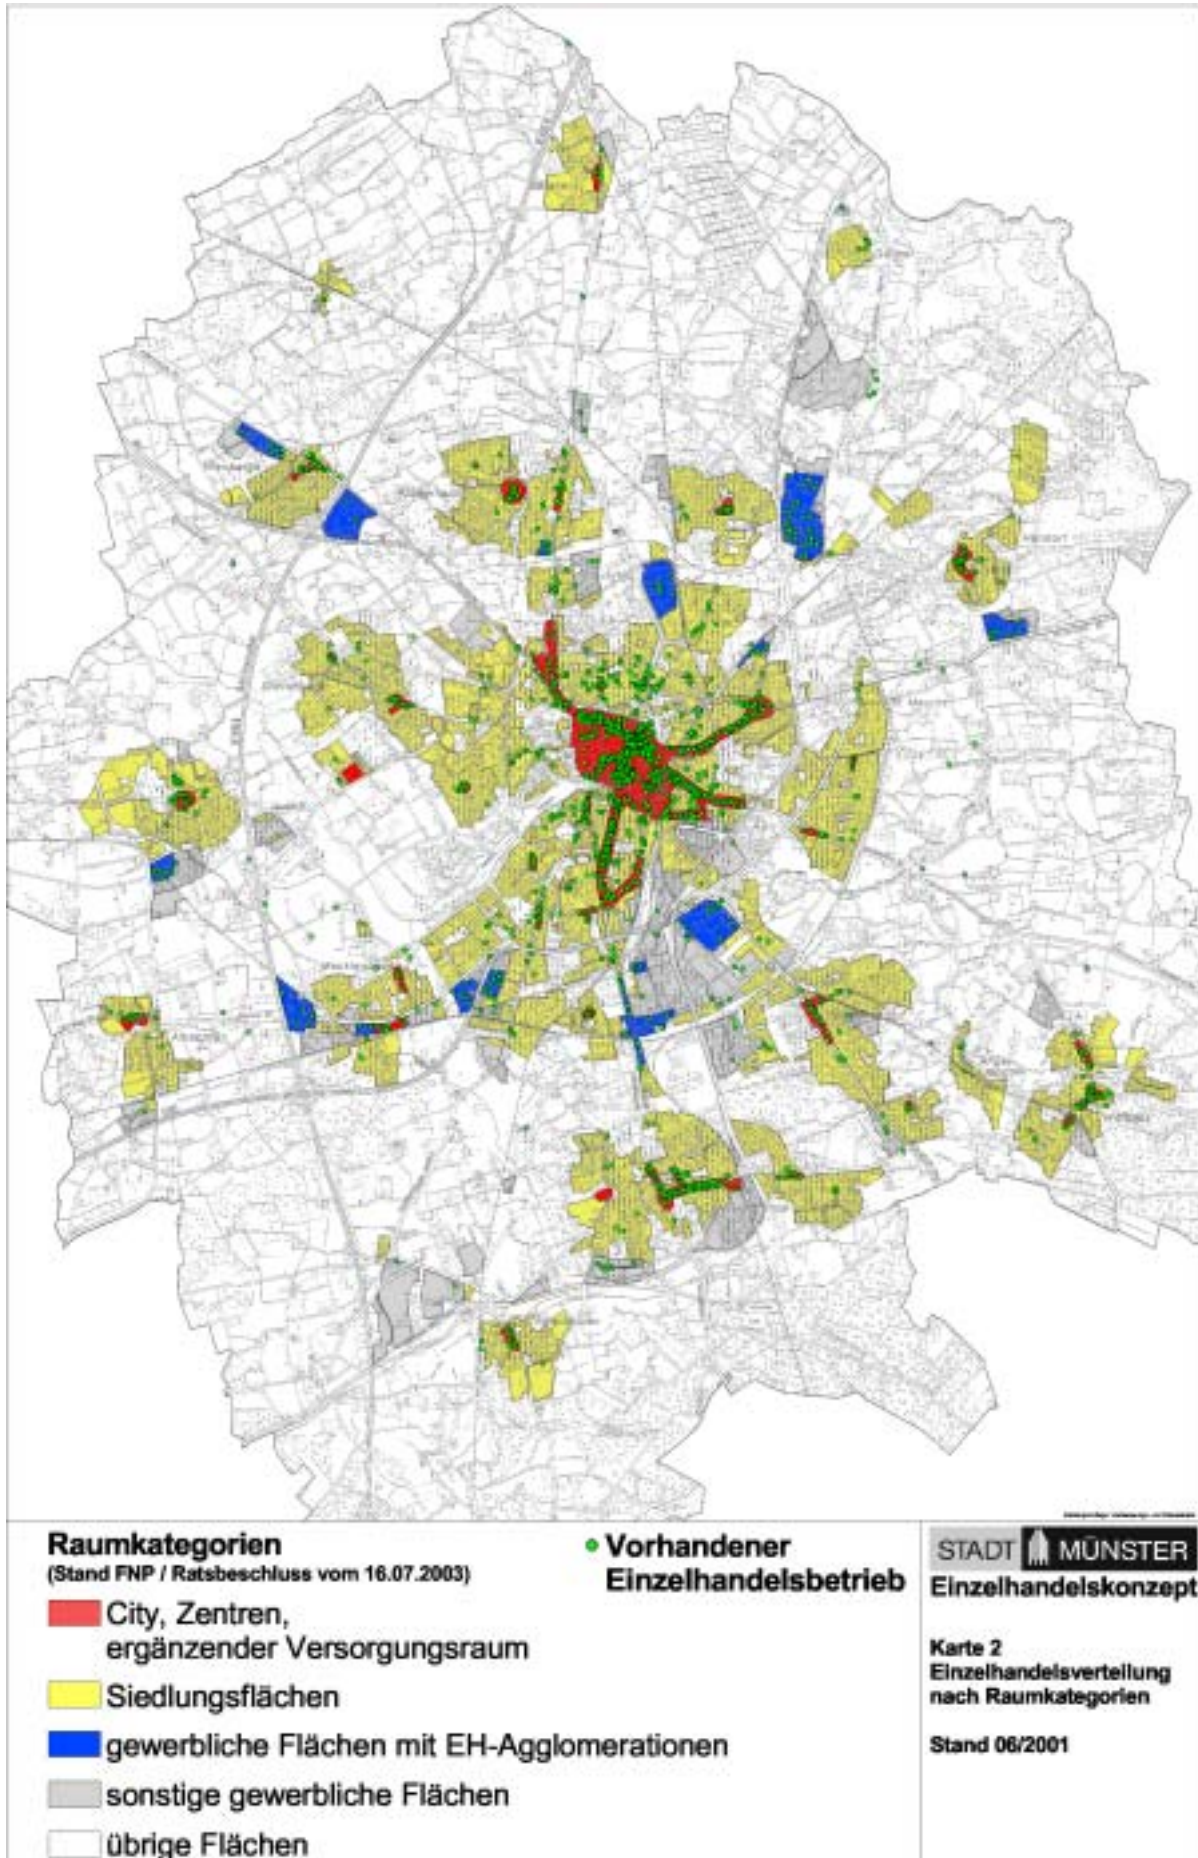 Raumkategorien
(Stand FNP / Ratsbeschluss vom 16.07.2003)
City, Zentren,
ergänzender Versorgungsraum
Siedlungsflächen
gewerbliche Flächen mit EH-Agglomerationen
sonstige gewerbliche Flächen
übrige Flächen
Vorhandener
Einzelhandelsbetrieb
STADT MÜNSTER
Einzelhandelskonzept
Karte 2
Einzelhandelsverteilung
nach Raumkategorien
Stand 06/2001